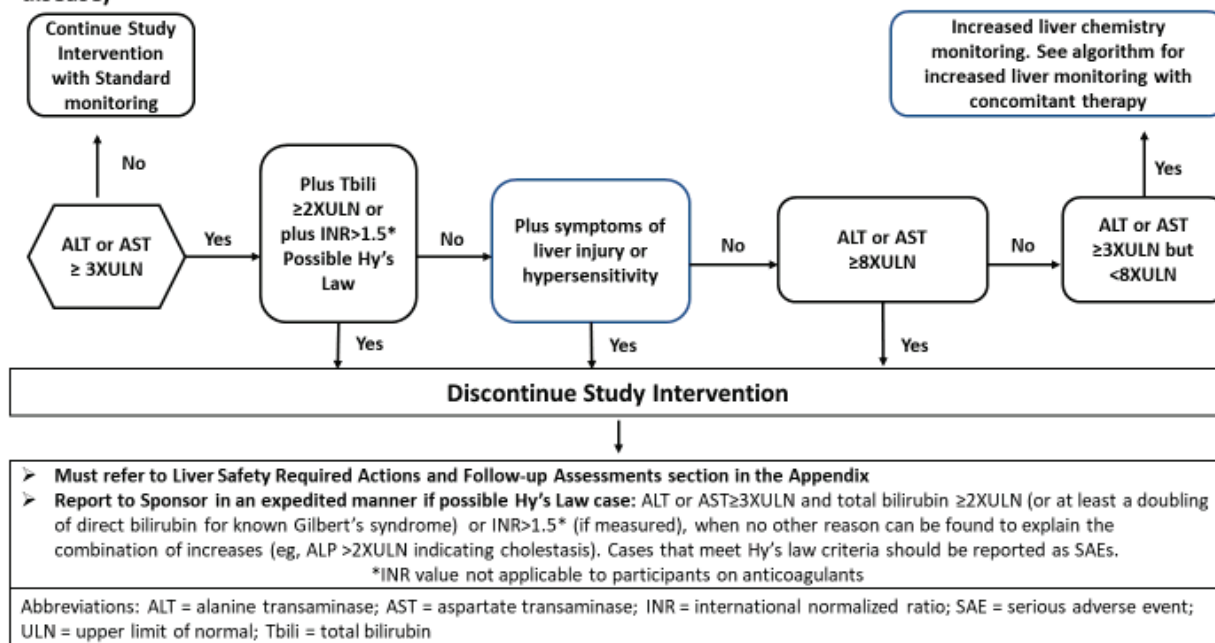 Continue Study
Intervention
with Standard
monitoring
Increased liver chemistry
monitoring. See algorithm for
increased liver monitoring with
concomitant therapy
No
Yes
ALT or AST
≥ 3XULN
Yes
Plus Tbili
≥2XULN or
plus INR>1.5*
Possible Hy's
Law
No
Plus symptoms of
liver injury or
hypersensitivity
No
ALT or AST
≥8XULN
No
ALT or AST
≥3XULN but
<8XULN
Yes
Yes
Yes
Discontinue Study Intervention
➢ Must refer to Liver Safety Required Actions and Follow-up Assessments section in the Appendix
➢ Report to Sponsor in an expedited manner if possible Hy's Law case: ALT or AST≥3XULN and total bilirubin ≥2XULN (or at least a doubling
of direct bilirubin for known Gilbert's syndrome) or INR>1.5* (if measured), when no other reason can be found to explain the
combination of increases (eg, ALP >2XULN indicating cholestasis). Cases that meet Hy's law criteria should be reported as SAEs.
*INR value not applicable to participants on anticoagulants
Abbreviations: ALT = alanine transaminase; AST = aspartate transaminase; INR = international normalized ratio; SAE = serious adverse event;
ULN = upper limit of normal; Tbili = total bilirubin